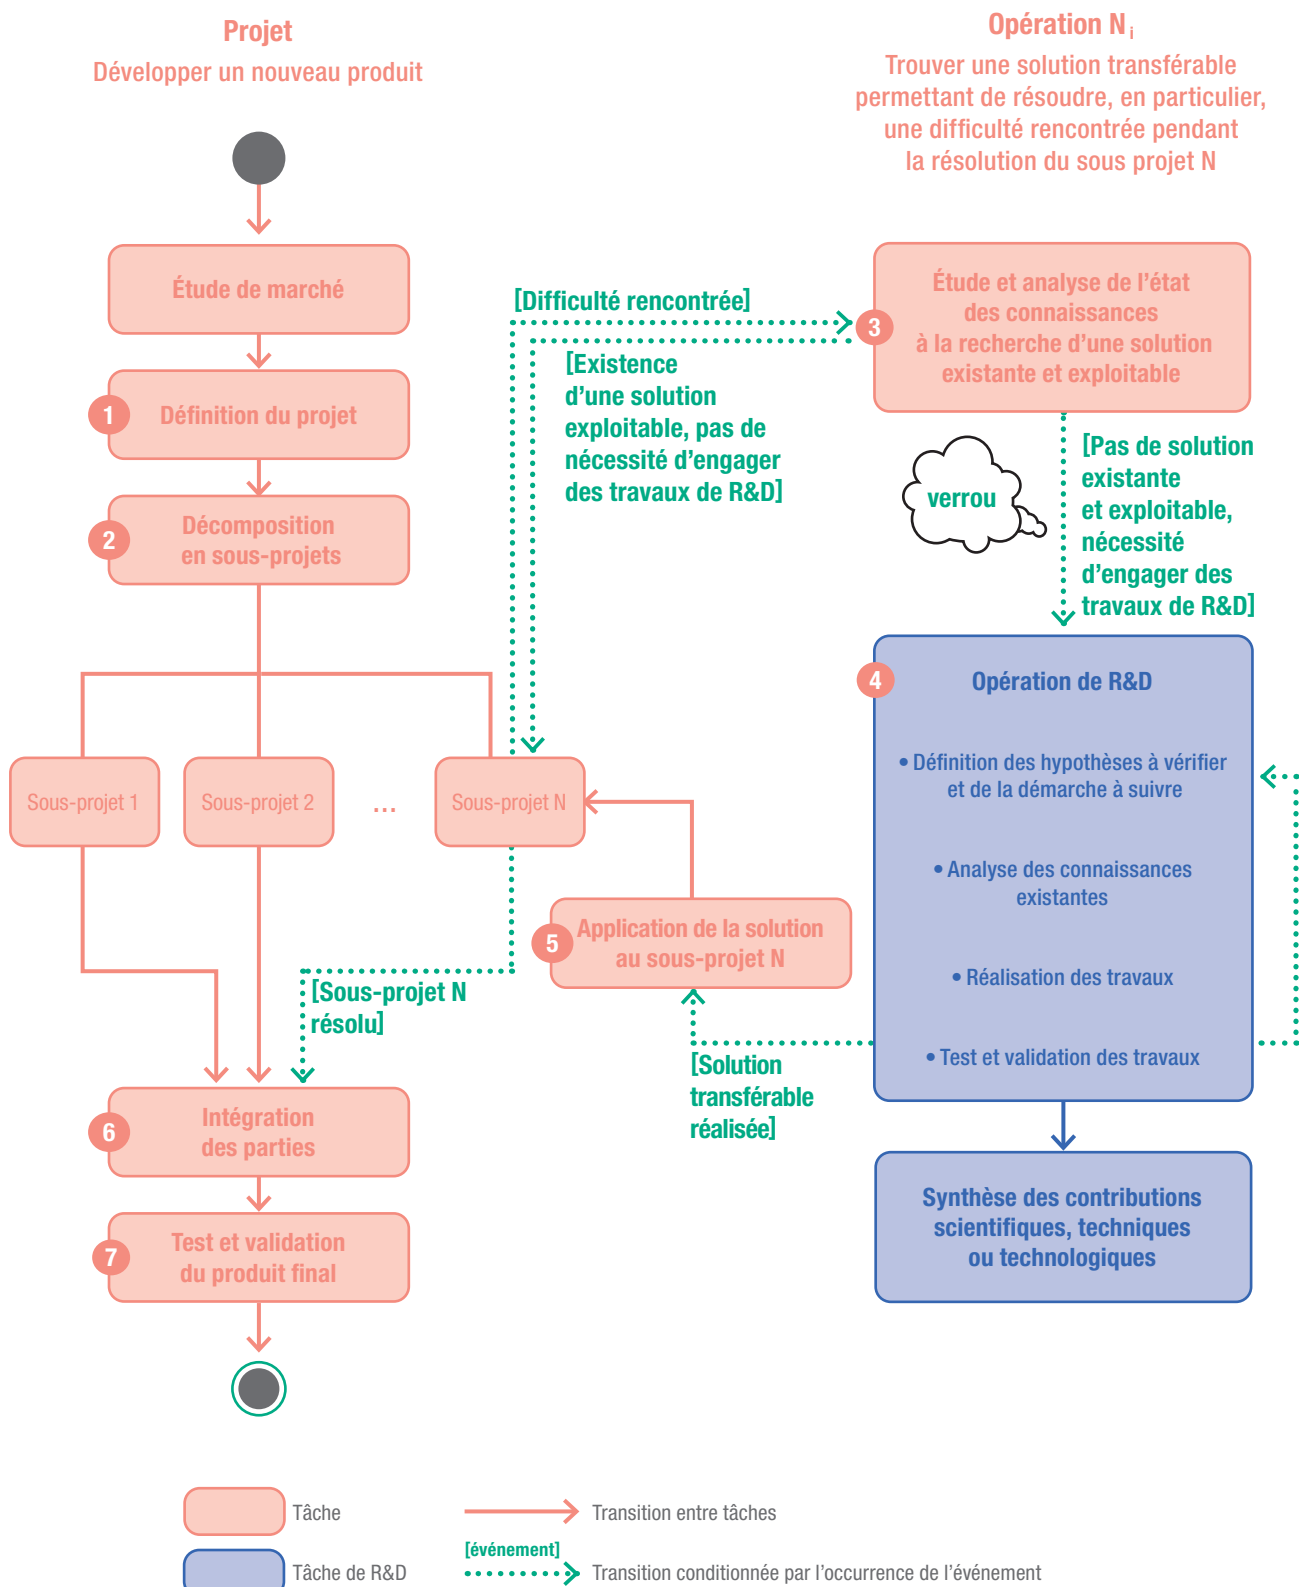 Projet
Développer un nouveau produit
Opération N i
Trouver une solution transférable
permettant de résoudre, en particulier,
une difficulté rencontrée pendant
la résolution du sous projet N
Étude de marché
1
Définition du projet
2
Décomposition
en sous-projets
[Difficulté rencontrée]
[Existence
d'une solution
exploitable, pas de
nécessité d'engager
des travaux de R&D]
3
Étude et analyse de l'état
des connaissances
à la recherche d'une solution
existante et exploitable
verrou
[Pas de solution
existante
et exploitable,
nécessité
d'engager des
travaux de R&D]
Sous-projet 1
Sous-projet 2
...
Sous-projet N
4
Opération de R&D
• Définition des hypothèses à vérifier
et de la démarche à suivre
• Analyse des connaissances
existantes
• Réalisation des travaux
• Test et validation des travaux
5
Application de la solution
au sous-projet N
[Sous-projet N
résolu]
[Solution
transférable
réalisée]
6
Intégration
des parties
7
Test et validation
du produit final
Synthèse des contributions
scientifiques, techniques
ou technologiques
Tâche
Transition entre tâches
Tâche de R&D
[événement]
Transition conditionnée par l'occurrence de l'événement